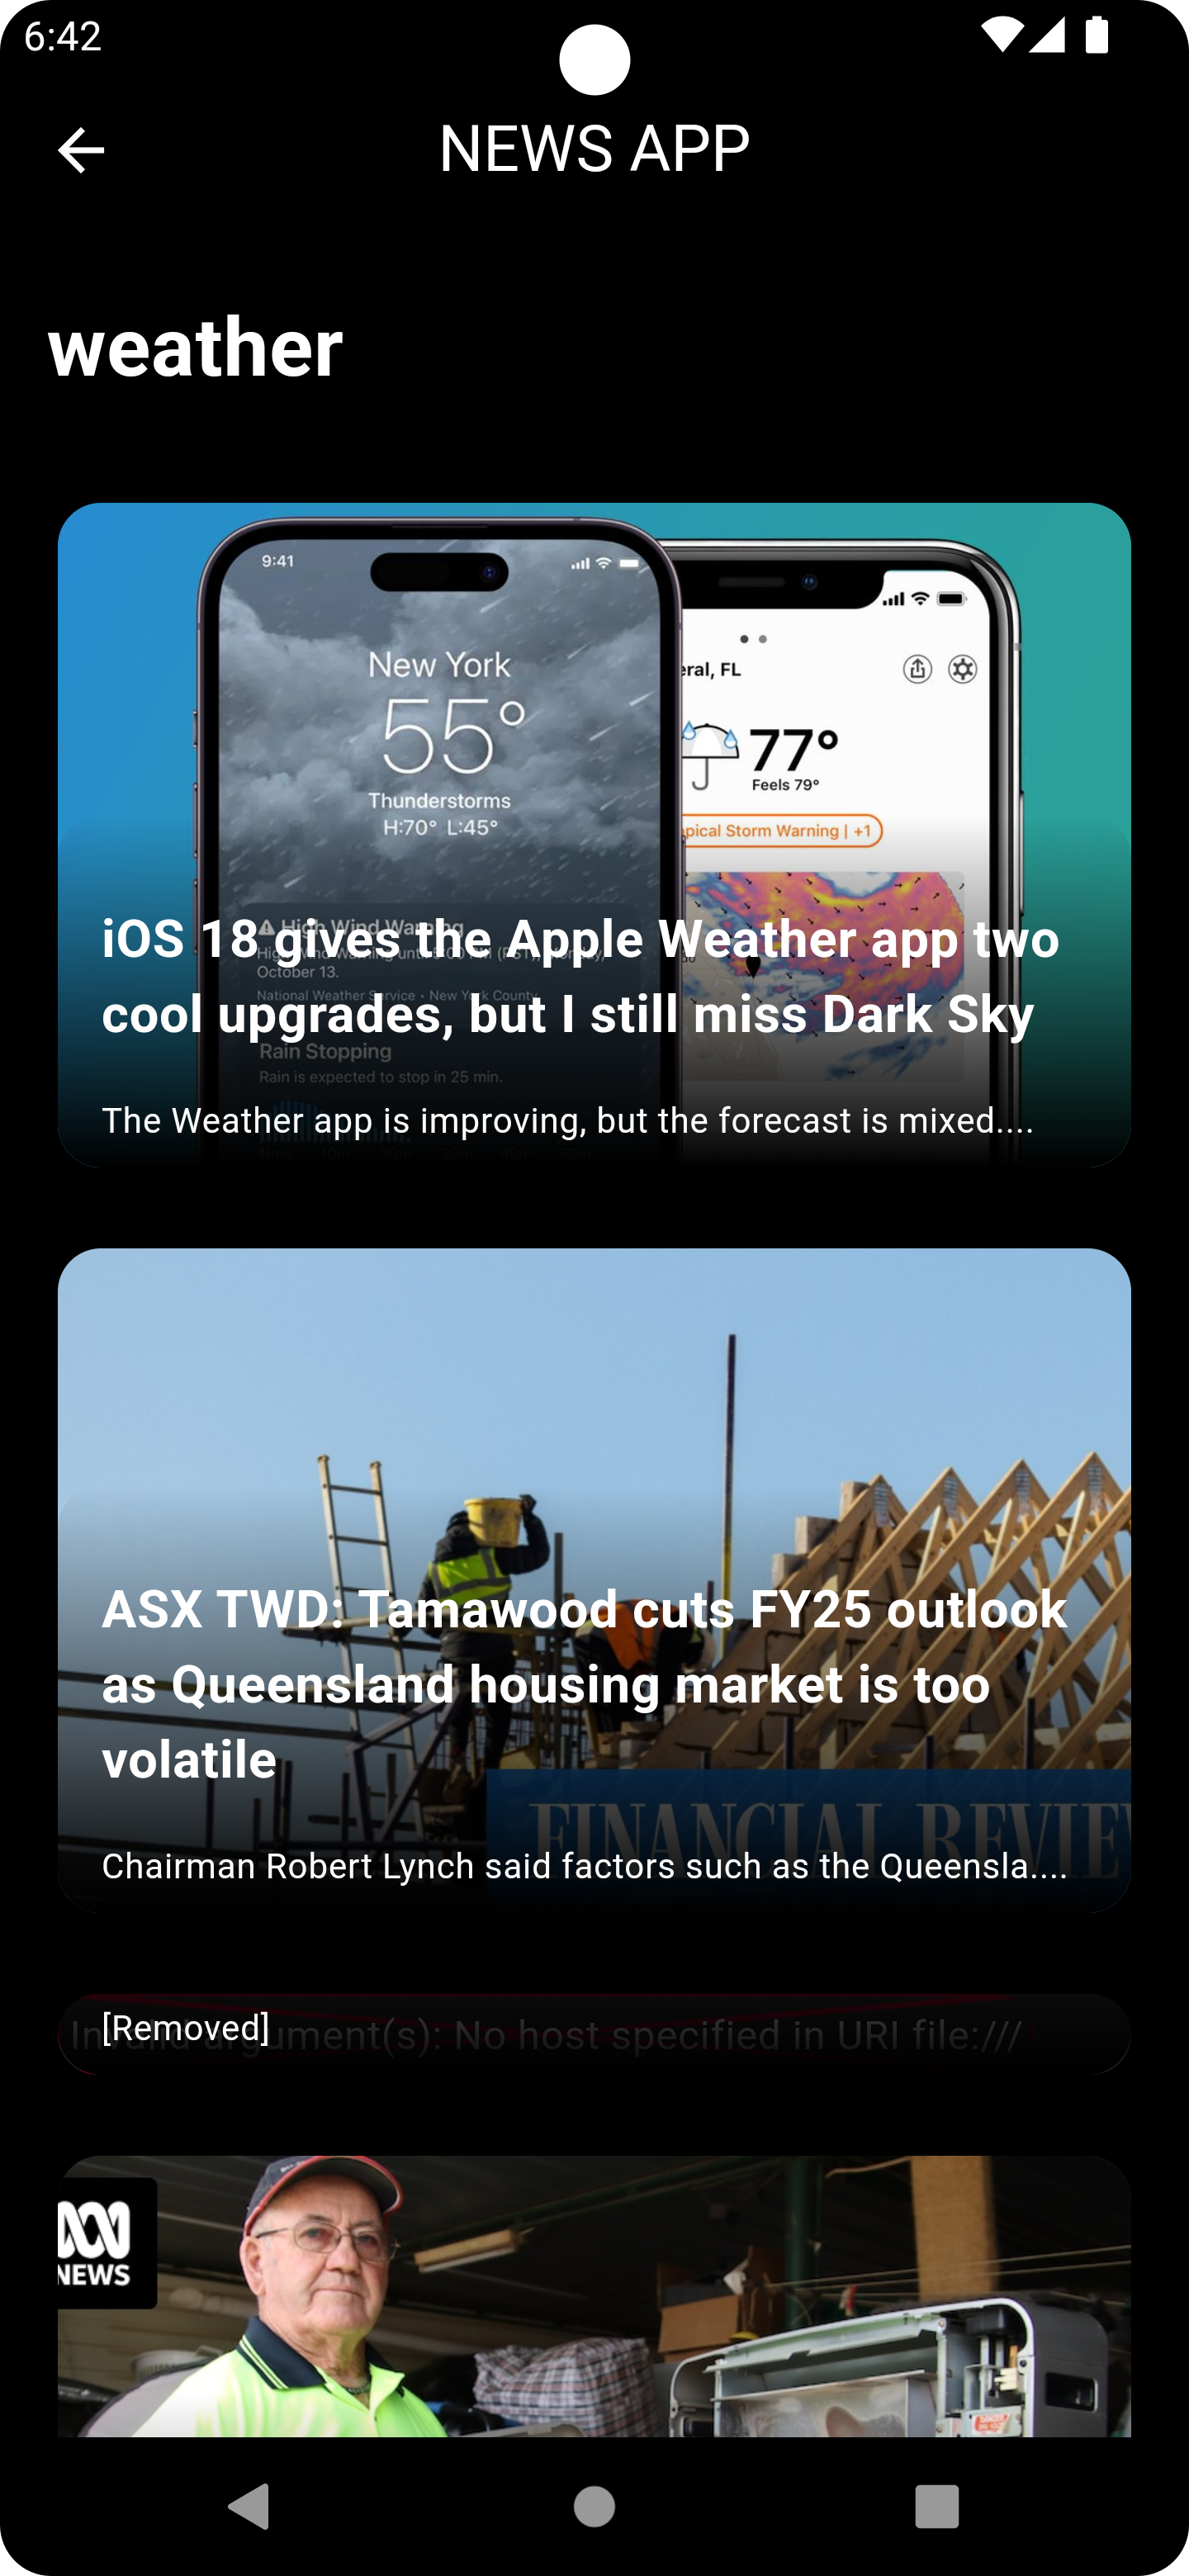 6:42
NEWS APP
weather
9:41
New York
55°
Thunderstorms
H:70° L:45°
eral, FL
77°
Feels 79°
pical Storm Warning | +1
High Wind Warning
October 13.
National Weather Service • New York County
iOS 18 gives the Apple Weather app two
cool upgrades, but I still miss Dark Sky
Rain Stopping
Rain is expected to stop in 25 min.
The Weather app is improving, but the forecast is mixed....
ASX TWD: Tamawood cuts FY25 outlook
as Queensland housing market is too
volatile
FINANCIAL REVIE
Chairman Robert Lynch said factors such as the Queensla....
[Removed]
Invalid argument(s): No host specified in URI file:///
NEWS
DANGER